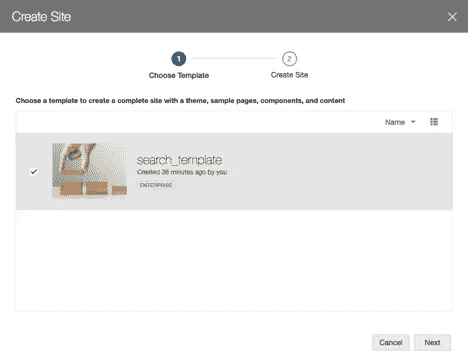 Create Site
1
2
Choose Template
Create Site
Choose a template to create a complete site with a theme, sample pages, components, and content
Name
search_template
Created 36 minutes ago by you
ENTERPRISE
Cancel
Next